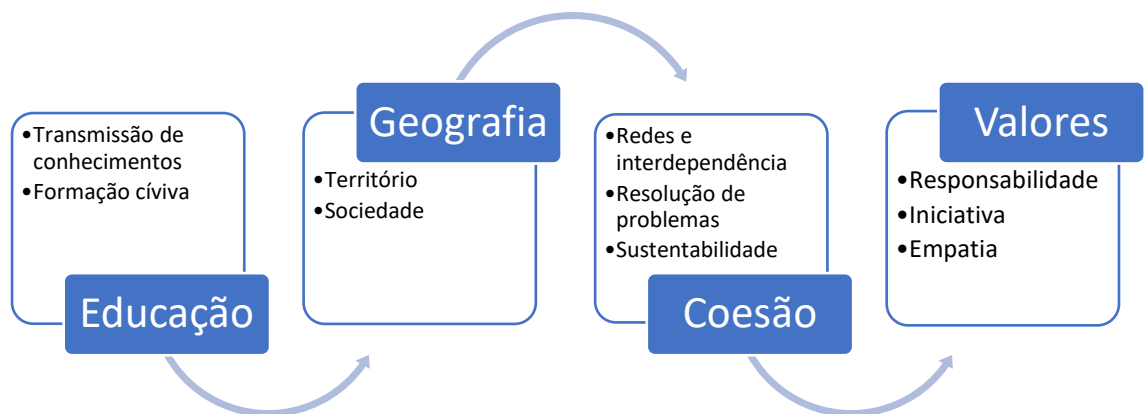 •Transmissão de
conhecimentos
•Formação cíviva
Educação
Geografia
•Território
•Sociedade
•Redes e
interdependência
•Resolução de
problemas
•Sustentabilidade
Coesão
Valores
•Responsabilidade
•Iniciativa
•Empatia